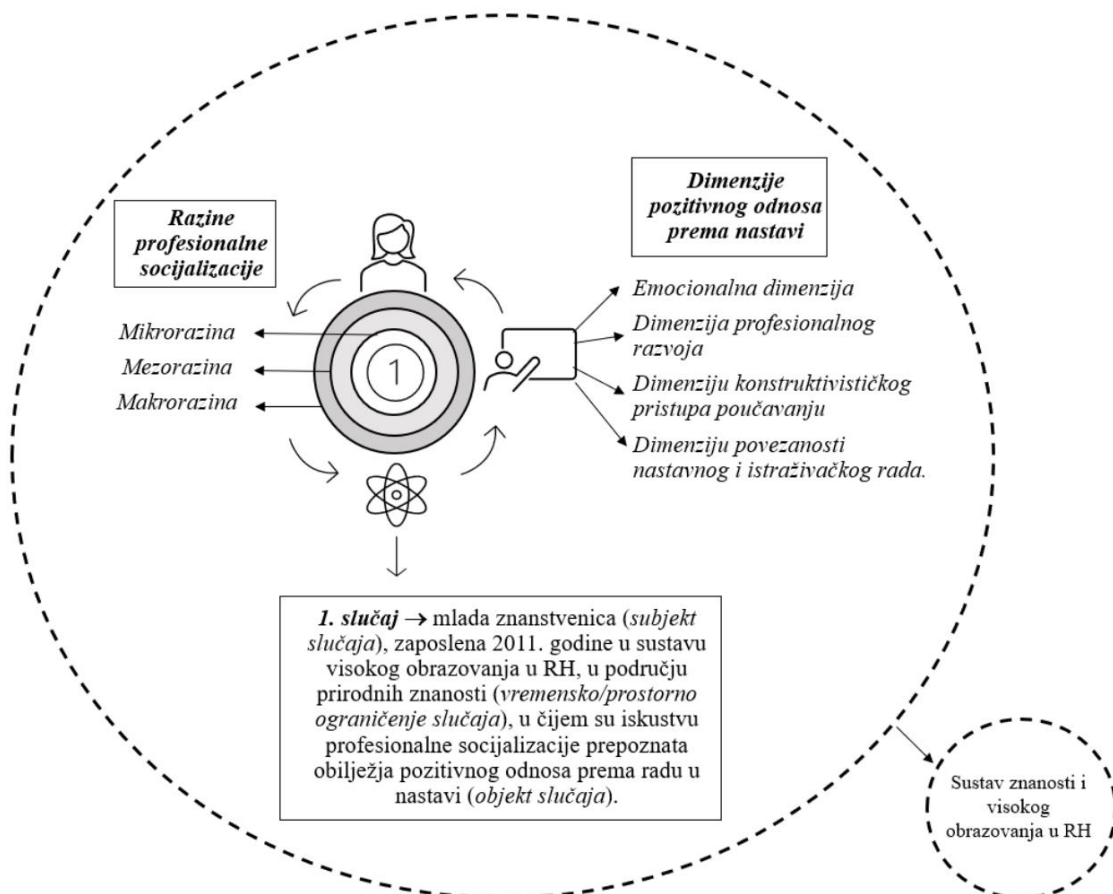 Razine
profesionalne
socijalizacije
Mikrorazina
Mezorazina
Makrorazina
1
Dimenzije
pozitivnog odnosa
prema nastavi
Emocionalna dimenzija
Dimenzija profesionalnog
razvoja
Dimenziju konstruktivističkog
pristupa poučavanju
Dimenziju povezanosti
nastavnog i istraživačkog rada.
1. slučaj → mlada znanstvenica (subjekt
slučaja), zaposlena 2011. godine u sustavu
visokog obrazovanja u RH, u području
prirodnih znanosti (vremensko/prostorno
ograničenje slučaja), u čijem su iskustvu
profesionalne socijalizacije prepoznata
obilježja pozitivnog odnosa prema radu u
nastavi (objekt slučaja).
Sustav znanosti i
visokog
obrazovanja u RH